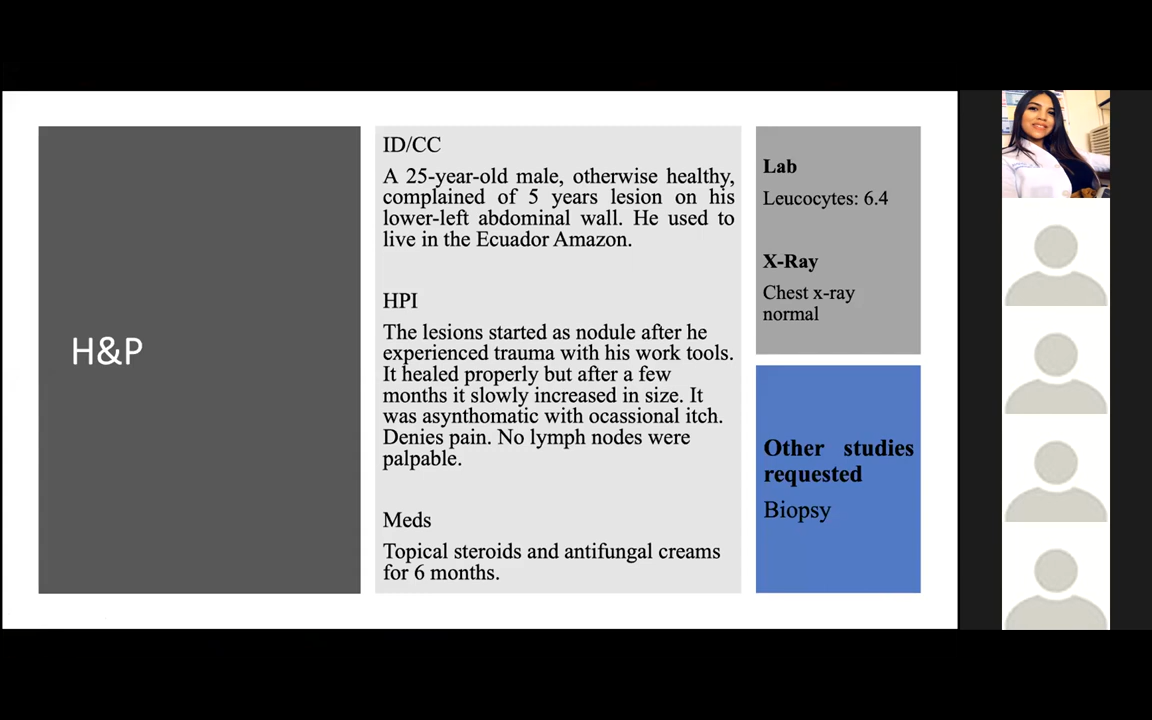 H&P
ID/CC
A 25-year-old male, otherwise healthy,
complained of 5 years lesion on his
lower-left abdominal wall. He used to
live in the Ecuador Amazon.
HPI
The lesions started as nodule after he
experienced trauma with his work tools.
It healed properly but after a few
months it slowly increased in size. It
was asynthomatic with ocassional itch.
Denies pain. No lymph nodes were
palpable.
Meds
Topical steroids and antifungal creams
for 6 months.
Lab
Leucocytes: 6.4
X-Ray
Chest x-ray
normal
Other studies
requested
Biopsy